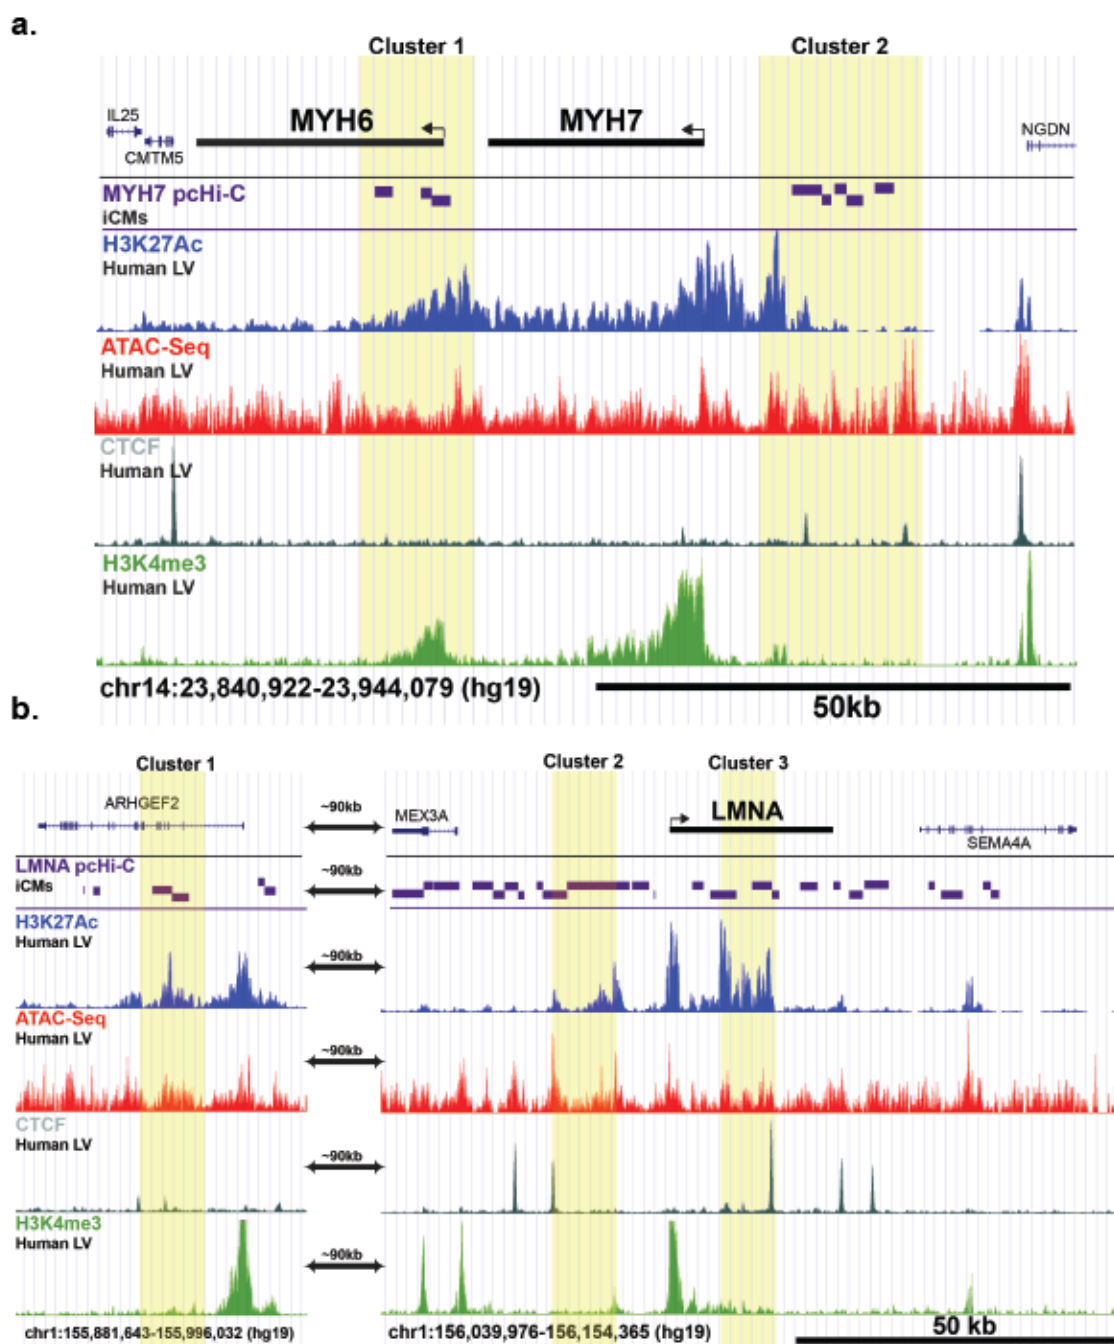 a.
Cluster 1
Cluster 2
IL25
MYH6
MYH7
NGDN
CMTM5
MYH7 pcHi-C
iCMs
H3K27Ac
Human LV
ATAC-Seq
Human LV
CTCF
Human LV
H3K4me3
Human LV
chr14:23,840,922-23,944,079 (hg19)
50kb
b.
Cluster 1
Cluster 2
Cluster 3
ARHGEF2
~90kb
MEX3A
LMNA
SEMA4A
LMNA pcHi-C
iCMs
~90kb
H3K27Ac
Human LV
~90kb
ATAC-Seq
Human LV
~90kb
CTCF
Human LV
~90kb
H3K4me3
Human LV
~90kb
chr1:155,881,643-155,996,032 (hg19)
chr1:156,039,976-156,154,365 (hg19)
50 kb